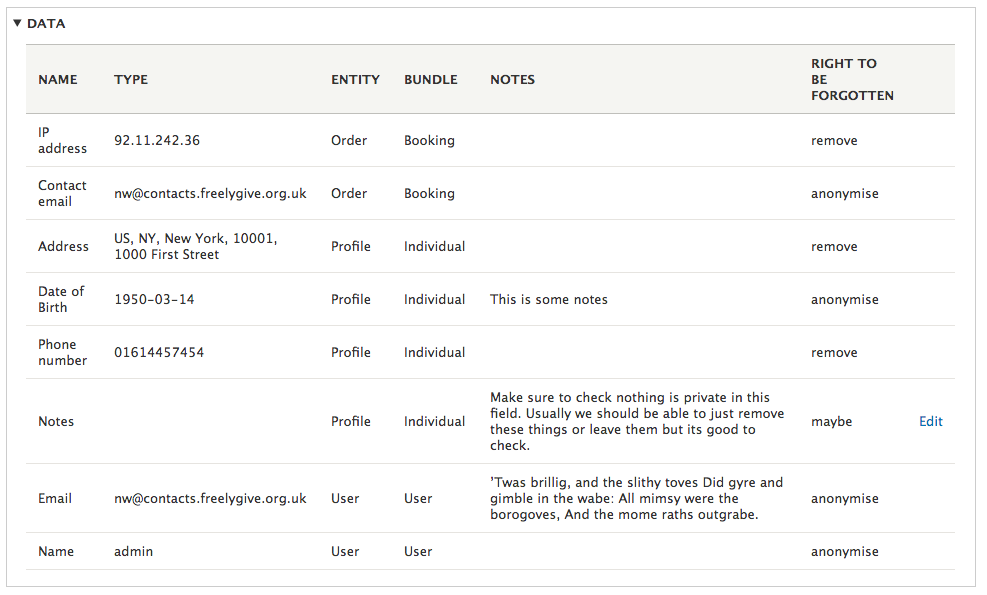 ▼ DATA
NAME TYPE ENTITY BUNDLE NOTES RIGHT TO
BE
FORGOTTEN
IP
address 92.11.242.36 Order Booking remove
Contact
email nw@contacts.freelygive.org.uk Order Booking anonymise
Address US, NY, New York, 10001,
1000 First Street Profile Individual remove
Date of
Birth 1950-03-14 Profile Individual This is some notes anonymise
Phone
number 01614457454 Profile Individual remove
Notes Profile Individual Make sure to check nothing is private in this
field. Usually we should be able to just remove
these things or leave them but its good to
check. maybe Edit
Email nw@contacts.freelygive.org.uk User User ’Twas brillig, and the slithy toves Did gyre and
gimble in the wabe: All mimsy were the
borogoves, And the mome raths outgrabe. anonymise
Name admin User User anonymise